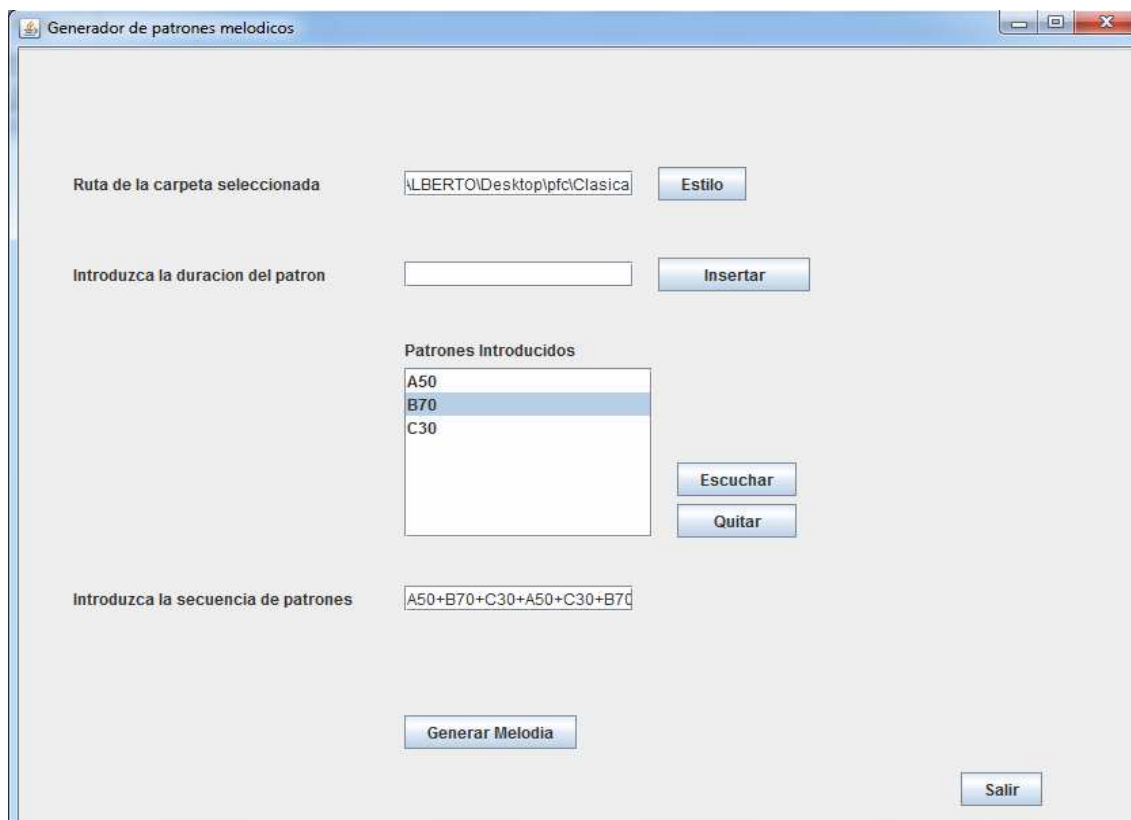 Generador de patrones melodicos
Ruta de la carpeta seleccionada
\LBERTO\Desktop\pfc\Clasica
Estilo
Introduzca la duracion del patron
Insertar
Patrones Introducidos
A50
B70
C30
Escuchar
Quitar
Introduzca la secuencia de patrones
A50+B70+C30+A50+C30+B70
Generar Melodia
Salir